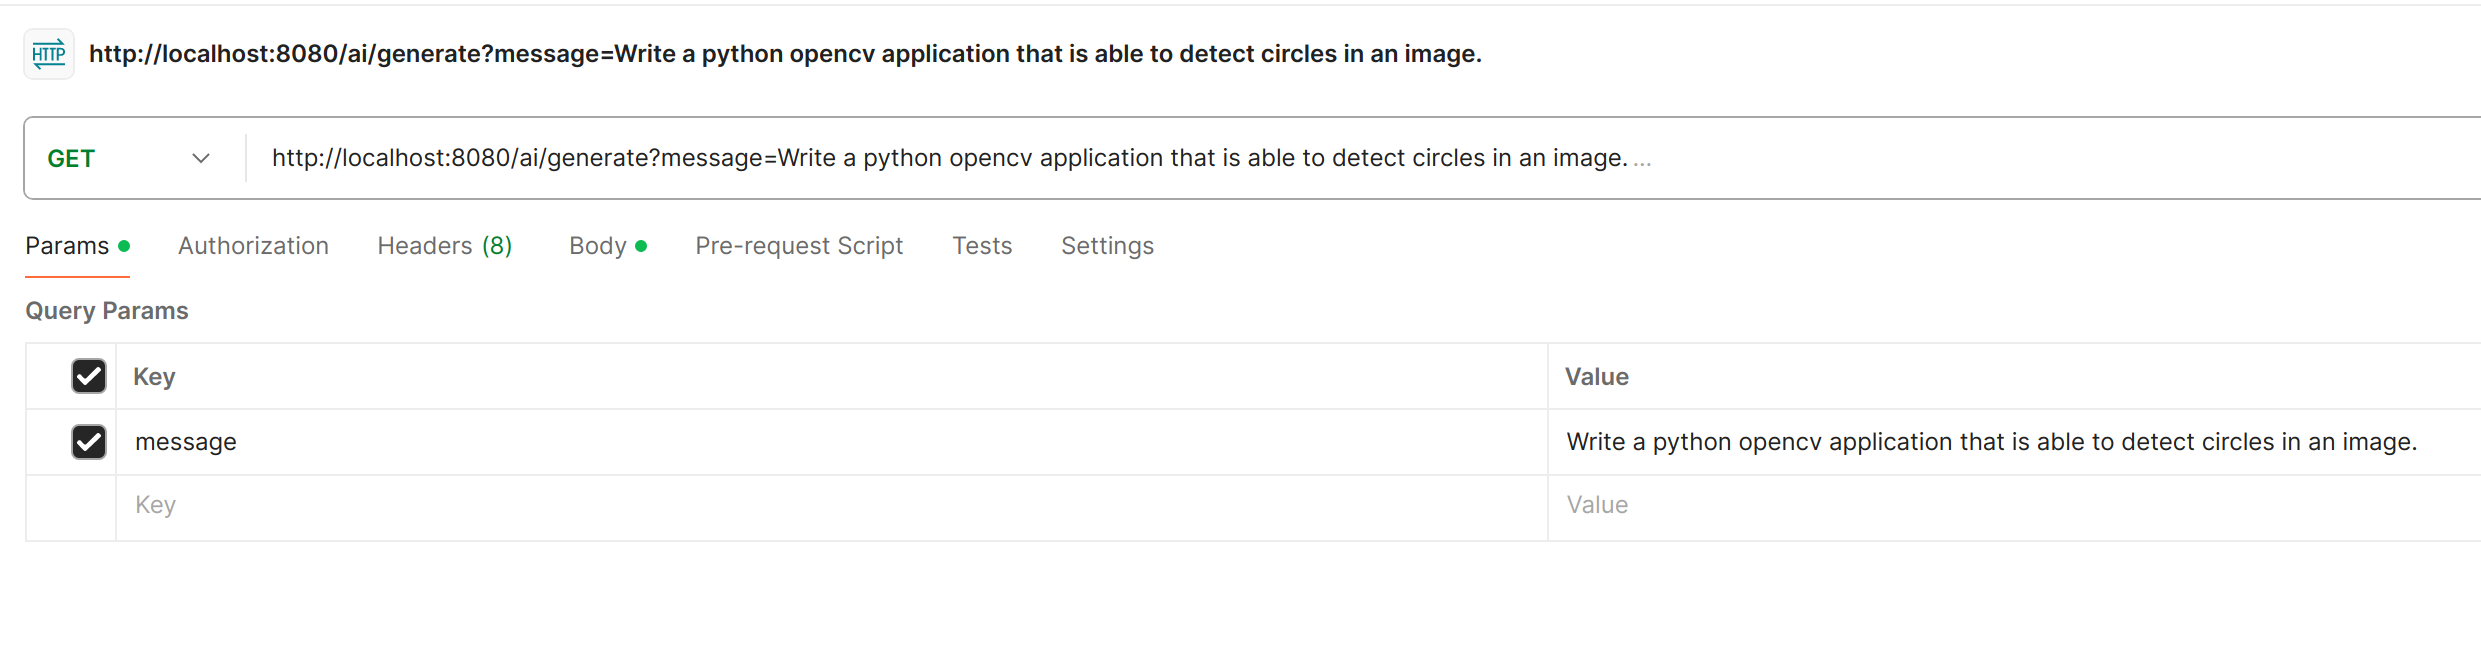 HTTP http://localhost:8080/ai/generate?message=Write a python opencv application that is able to detect circles in an image.
GET http://localhost:8080/ai/generate?message=Write a python opencv application that is able to detect circles in an image. ...
Params Authorization Headers (8) Body Pre-request Script Tests Settings
Query Params
Key Value
message Write a python opencv application that is able to detect circles in an image.
Key Value